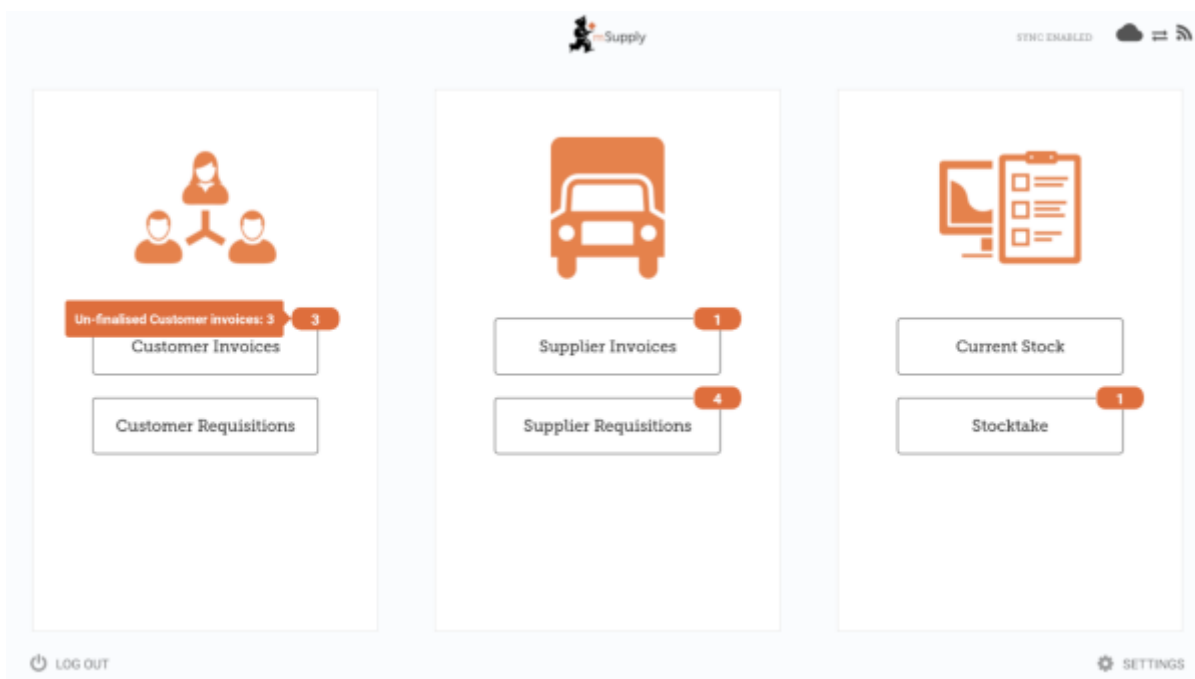 mSupply
SYNC ENABLED
Un-finalised Customer invoices: 3
3
Customer Invoices
Customer Requisitions
1
Supplier Invoices
4
Supplier Requisitions
Current Stock
1
Stocktake
LOG OUT
SETTINGS